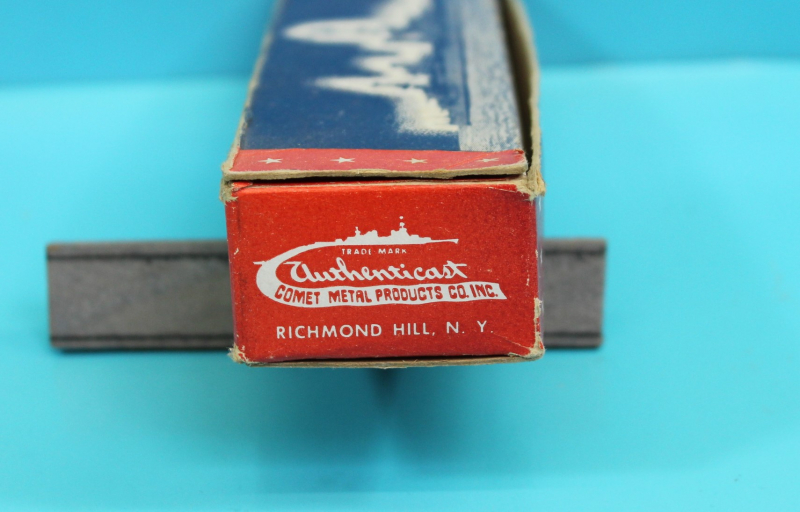 TRADE MARK
Authenticast
COMET METAL PRODUCTS CO. INC.
RICHMOND HILL, N. Y.